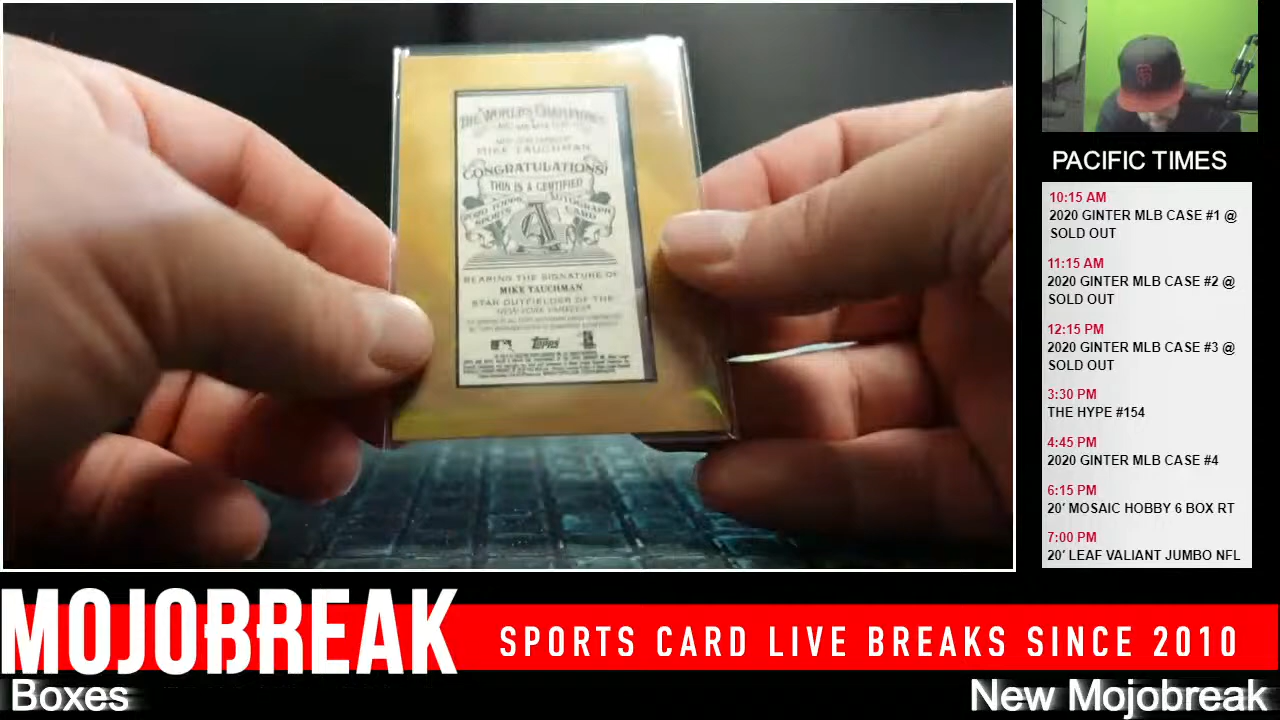 THE WORLD'S CHAMPIONS
MIKE TAUCHMAN
CONGRATULATIONS!
THIS IS A CERTIFIED
2020 TOPPS AUTOGRAPH
SPORTS CARD
BEARING THE SIGNATURE OF
MIKE TAUCHMAN
STAR OUTFIELDER OF THE
NEW YORK YANKEES
Topps
PACIFIC TIMES
10:15 AM
2020 GINTER MLB CASE #1 @
SOLD OUT
11:15 AM
2020 GINTER MLB CASE #2 @
SOLD OUT
12:15 PM
2020 GINTER MLB CASE #3 @
SOLD OUT
3:30 PM
THE HYPE #154
4:45 PM
2020 GINTER MLB CASE #4
6:15 PM
20' MOSAIC HOBBY 6 BOX RT
7:00 PM
20' LEAF VALIANT JUMBO NFL
MOJOBREAK
SPORTS CARD LIVE BREAKS SINCE 2010
Boxes
New Mojobreak